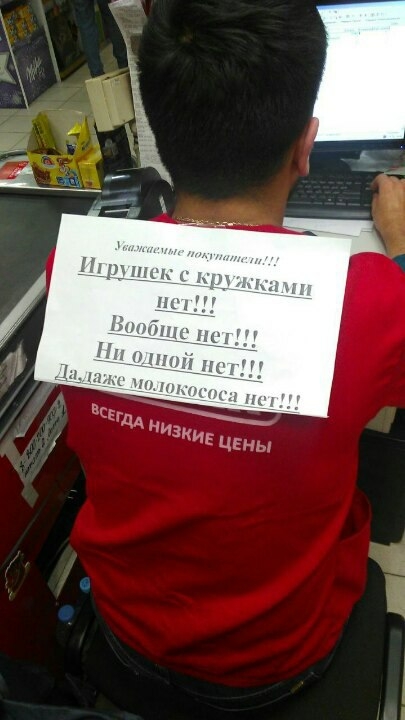 Уважаемые покупатели!!!
Игрушек с кружками
нет!!!
Вообще нет!!!
Ни одной нет!!!
Да,даже молокососа нет!!!
ВСЕГДА НИЗКИЕ ЦЕНЫ